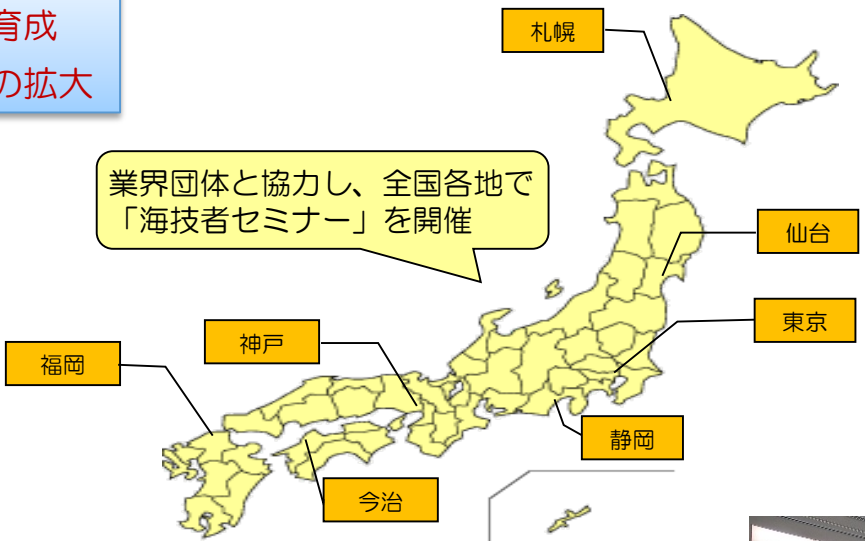 育成
の拡大
札幌
業界団体と協力し、全国各地で
「海技者セミナー」を開催
仙台
東京
神戸
福岡
静岡
今治